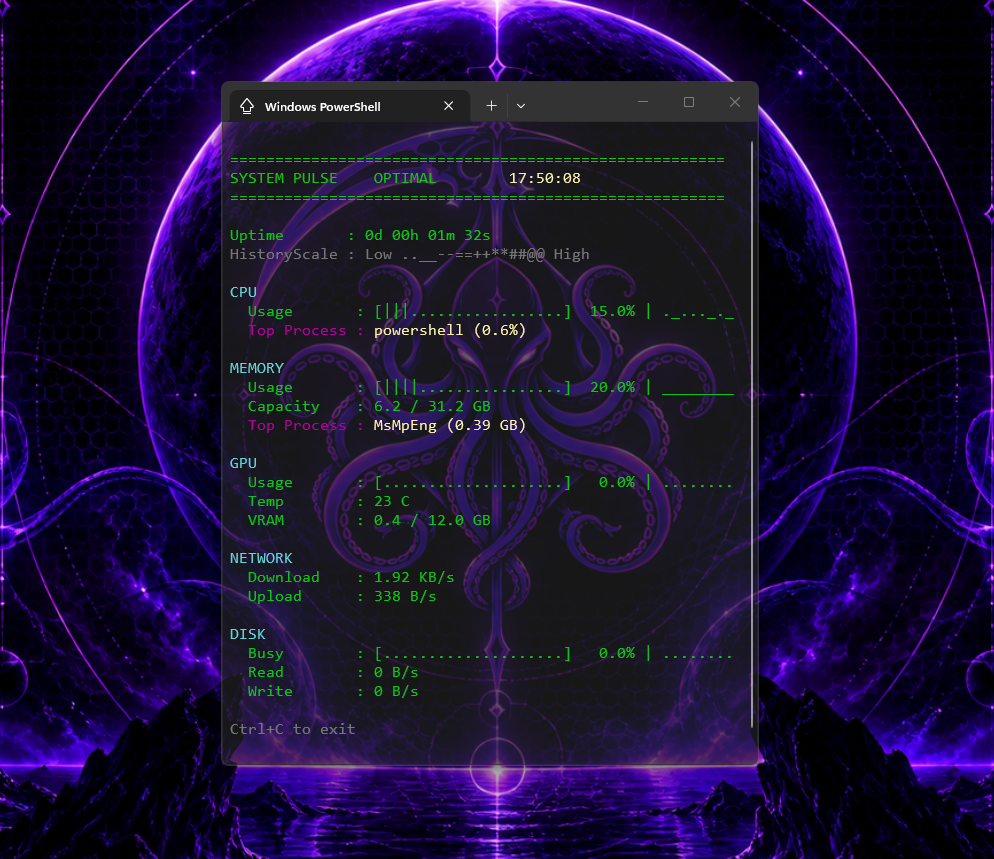 Windows PowerShell
=======================================================
SYSTEM PULSE    OPTIMAL        17:50:08
=======================================================
Uptime       : 0d 00h 01m 32s
HistoryScale : Low ..__--==++**##@@ High
CPU
  Usage       : [|||.................]  15.0% | ._..._._
  Top Process : powershell (0.6%)
MEMORY
  Usage       : [||||................]  20.0% | ________
  Capacity    : 6.2 / 31.2 GB
  Top Process : MsMpEng (0.39 GB)
GPU
  Usage       : [....................]   0.0% | ........
  Temp        : 23 C
  VRAM        : 0.4 / 12.0 GB
NETWORK
  Download    : 1.92 KB/s
  Upload      : 338 B/s
DISK
  Busy        : [....................]   0.0% | ........
  Read        : 0 B/s
  Write       : 0 B/s
Ctrl+C to exit